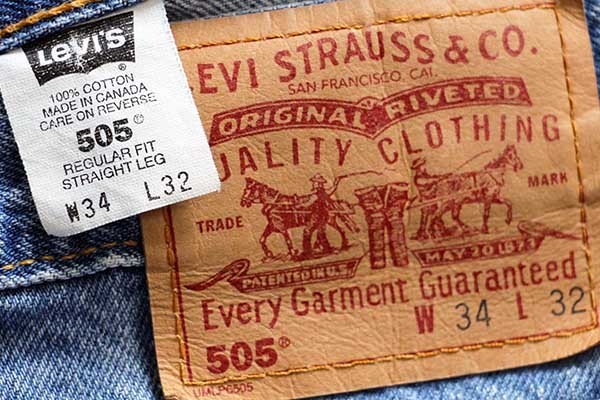 Levi's
100% COTTON
MADE IN CANADA
CARE ON REVERSE
505®
REGULAR FIT
STRAIGHT LEG
W34 L32
EVI STRAUSS & CO.
SAN FRANCISCO, CAL.
ORIGINAL RIVETED
UALITY CLOTHING
TRADE MARK
PATENTED IN U.S. MAY 20 1873
Every Garment Guaranteed
W 34 L 32
505®